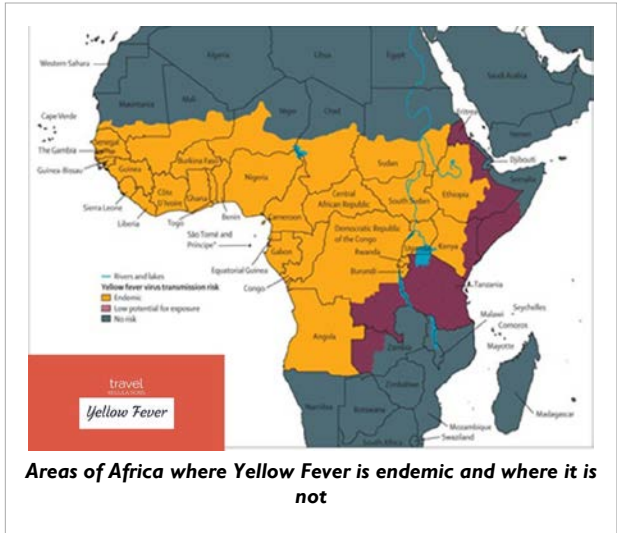 Algeria
Libya
Egypt
Western Sahara
Saudi Arabia
Mauritania
Mali
Niger
Chad
Eritrea
Cape Verde
Yemen
Senegal
The Gambia
Djibouti
Burkina Faso
Sudan
Guinea-Bissau
Guinea
Nigeria
Somalia
Ethiopia
Côte
D'Ivoire
Ghana
Central
African Republic
South Sudan
Sierra Leone
Benin
Cameroon
Liberia
Togo
Democratic Republic
of the Congo
Kenya
São Tomé and
Príncipe*
Gabon
Rwanda
Equatorial Guinea
Burundi
Congo
Tanzania
Rivers and lakes
Yellow fever virus transmission risk
Endemic
Low potential for exposure
No risk
Seychelles
Malawi
Comoros
Angola
Mayotte
Zambia
travel
Yellow Fever
Zimbabwe
Namibia
Botswana
Madagascar
Mozambique
South Africa
Swaziland
Areas of Africa where Yellow Fever is endemic and where it is
not